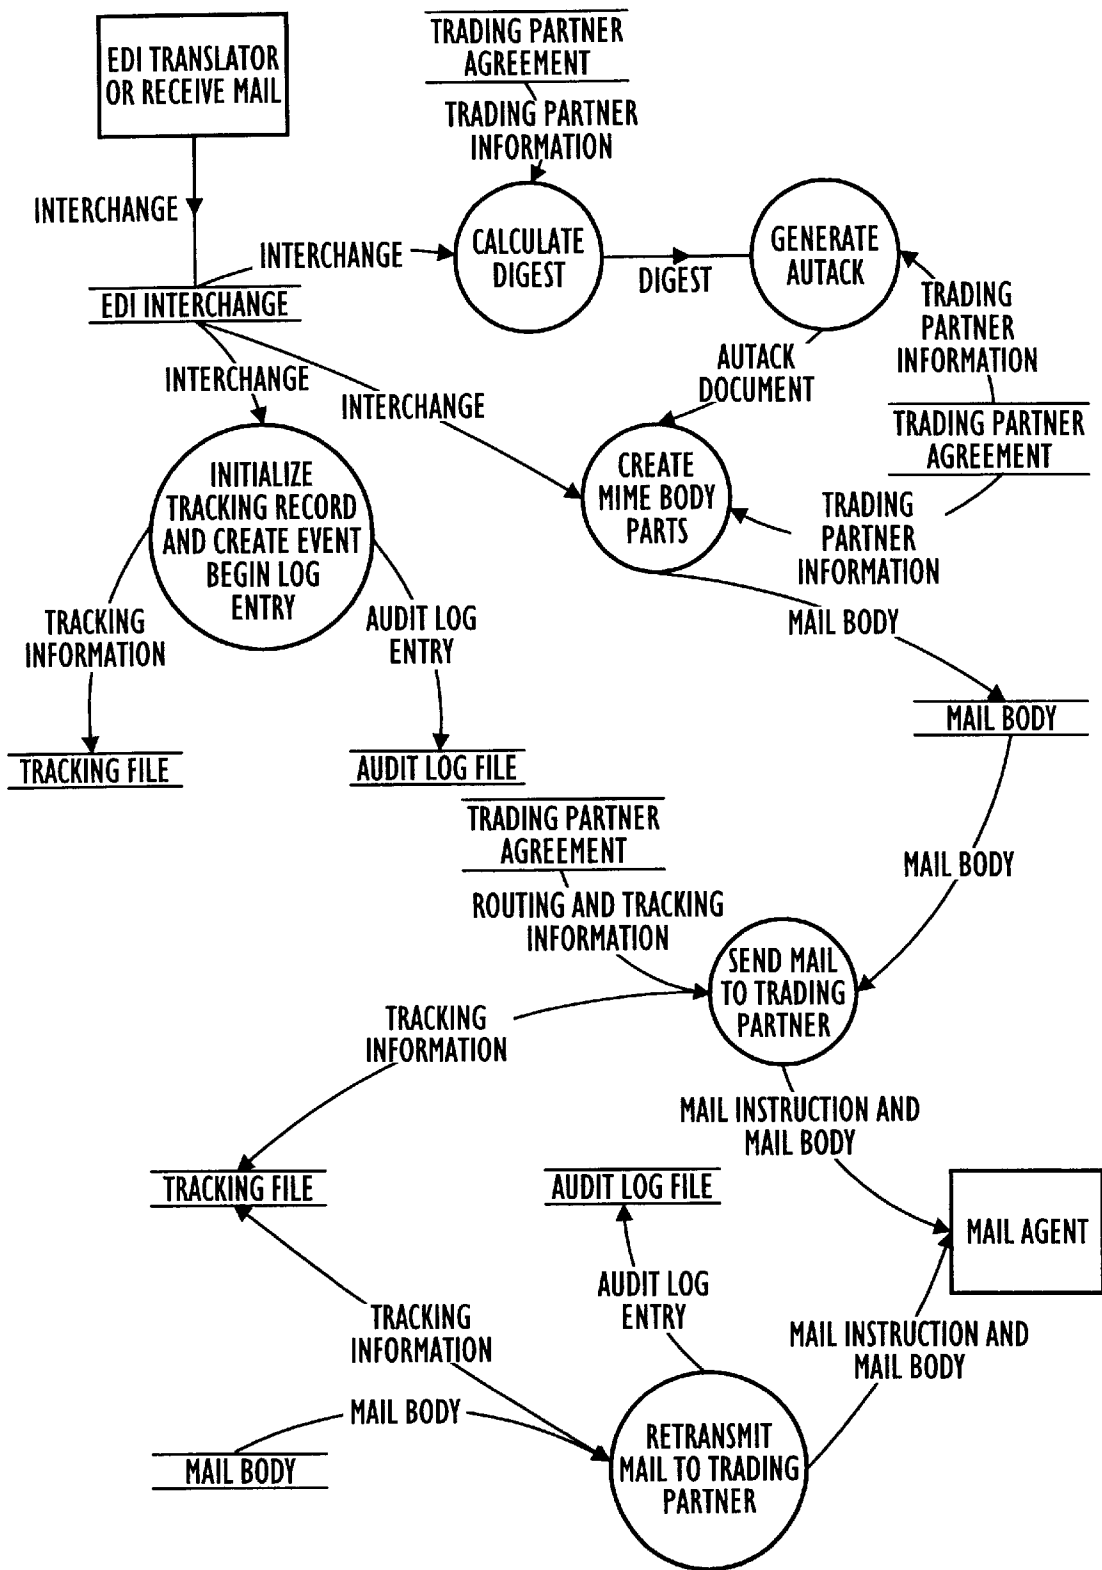 EDI TRANSLATOR
OR RECEIVE MAIL
TRADING PARTNER
AGREEMENT
TRADING PARTNER
INFORMATION
INTERCHANGE
INTERCHANGE
CALCULATE
DIGEST
DIGEST
GENERATE
AUTACK
EDI INTERCHANGE
TRADING
PARTNER
INFORMATION
INTERCHANGE
INTERCHANGE
AUTACK
DOCUMENT
TRADING PARTNER
AGREEMENT
INITIALIZE
TRACKING RECORD
AND CREATE EVENT
BEGIN LOG
ENTRY
CREATE
MIME BODY
PARTS
TRADING
PARTNER
INFORMATION
TRACKING
INFORMATION
AUDIT LOG
ENTRY
MAIL BODY
MAIL BODY
TRACKING FILE
AUDIT LOG FILE
TRADING PARTNER
AGREEMENT
MAIL BODY
ROUTING AND TRACKING
INFORMATION
SEND MAIL
TO TRADING
PARTNER
TRACKING
INFORMATION
MAIL INSTRUCTION AND
MAIL BODY
TRACKING FILE
AUDIT LOG FILE
MAIL AGENT
AUDIT LOG
ENTRY
TRACKING
INFORMATION
MAIL INSTRUCTION AND
MAIL BODY
MAIL BODY
MAIL BODY
RETRANSMIT
MAIL TO TRADING
PARTNER